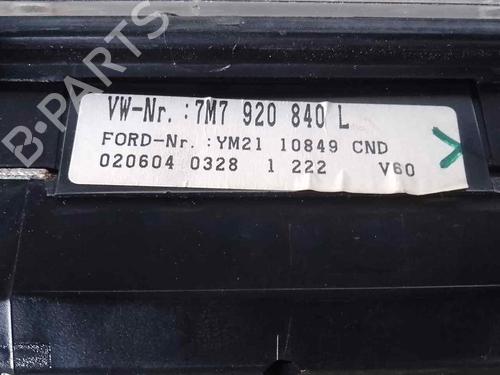 B-Parts
VW-Nr.:7M7 920 840 L
FORD-Nr.:YM21 10849 CND
020604 0328 1 222 V60